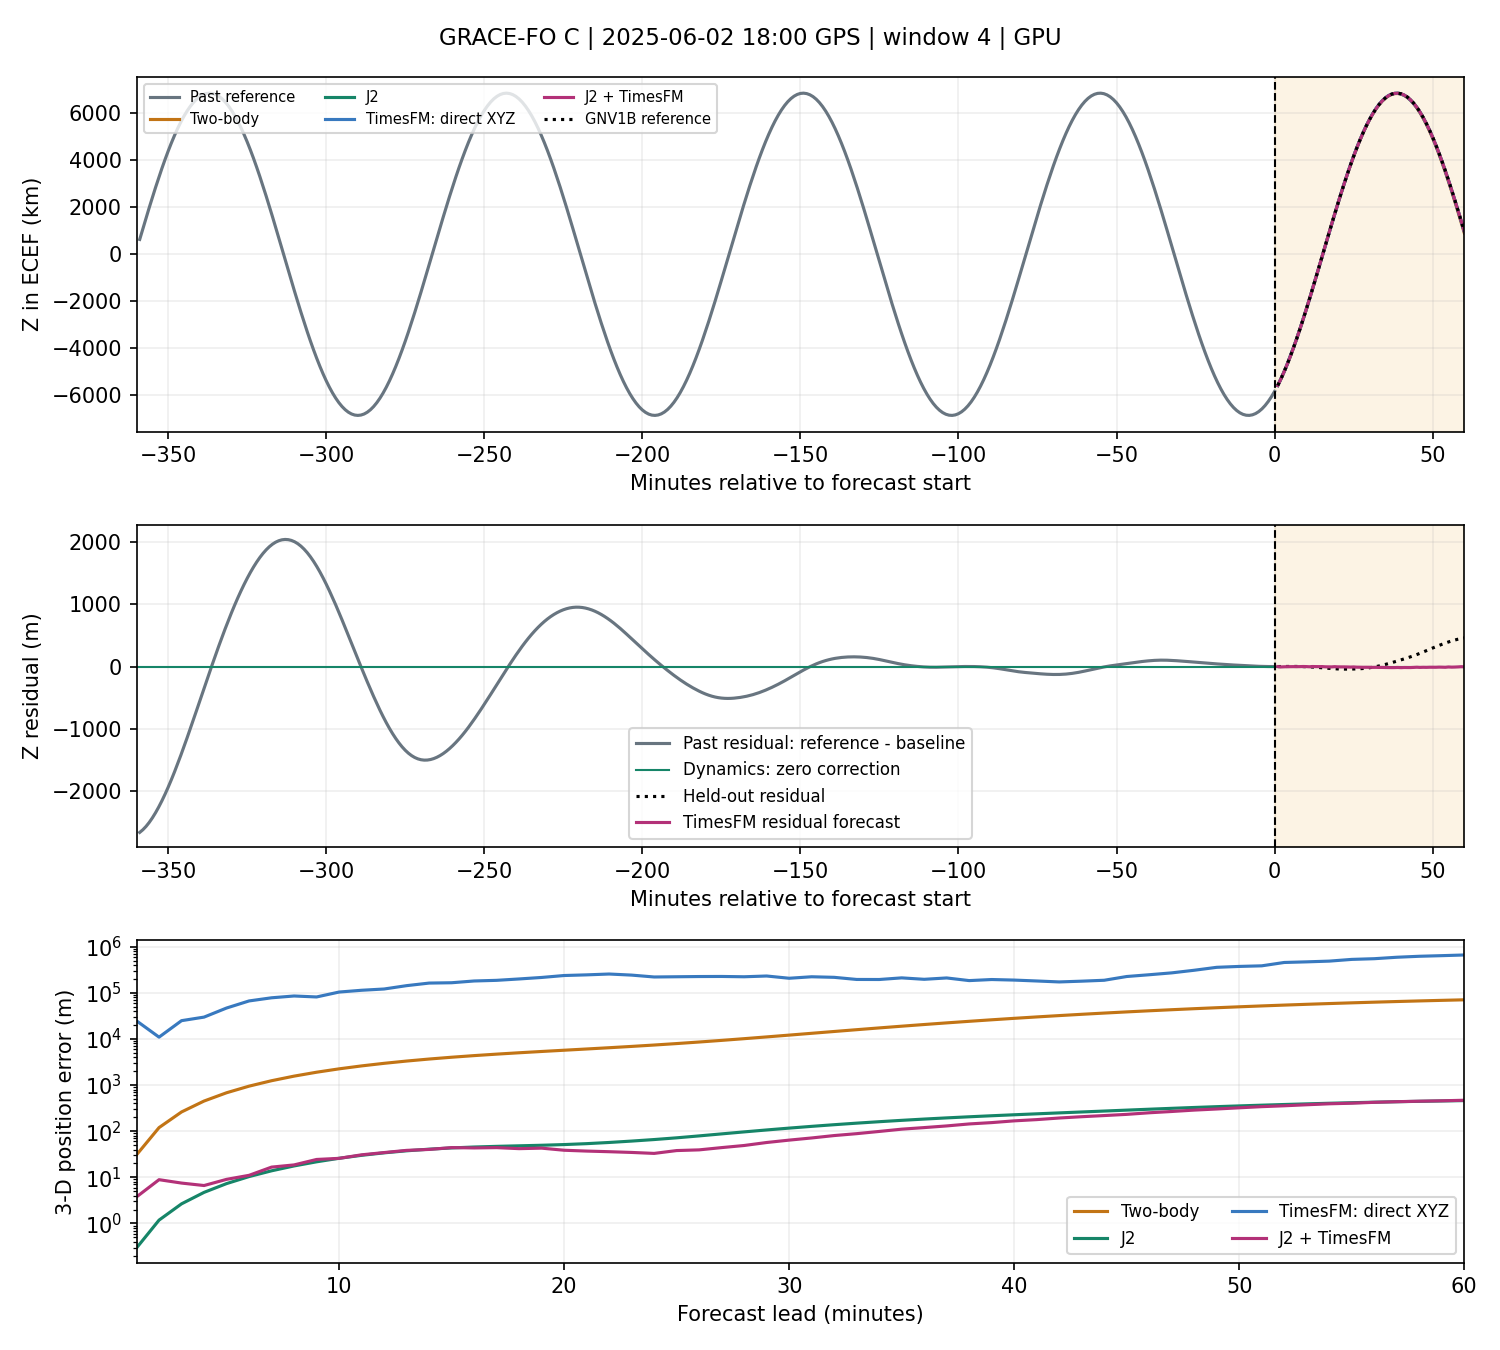 GRACE-FO C | 2025-06-02 18:00 GPS | window 4 | GPU
Past reference
Two-body
J2
TimesFM: direct XYZ
J2 + TimesFM
GNV1B reference
Z in ECEF (km)
6000
4000
2000
0
−2000
−4000
−6000
−350 −300 −250 −200 −150 −100 −50 0 50
Minutes relative to forecast start
Z residual (m)
2000
1000
0
−1000
−2000
Past residual: reference - baseline
Dynamics: zero correction
Held-out residual
TimesFM residual forecast
−350 −300 −250 −200 −150 −100 −50 0 50
Minutes relative to forecast start
3-D position error (m)
10⁶
10⁵
10⁴
10³
10²
10¹
10⁰
Two-body
J2
TimesFM: direct XYZ
J2 + TimesFM
10 20 30 40 50 60
Forecast lead (minutes)